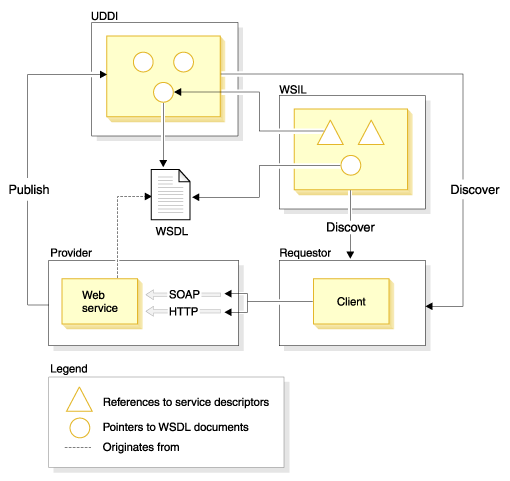 UDDI
WSIL
Publish
WSDL
Discover
Discover
Provider
Requestor
Web
service
SOAP
HTTP
Client
Legend
References to service descriptors
Pointers to WSDL documents
Originates from